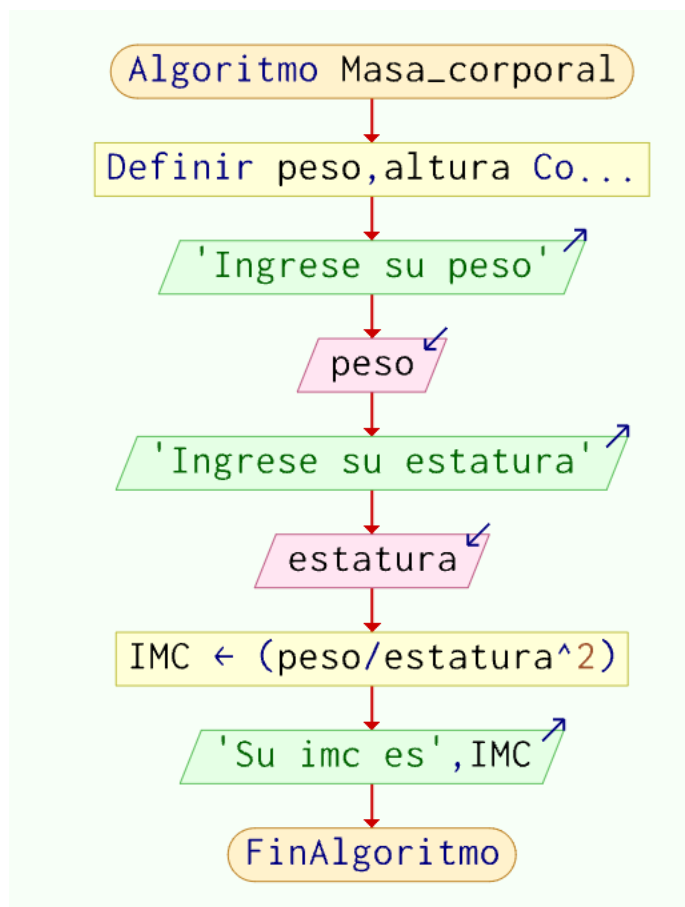 Algoritmo Masa_corporal
Definir peso,altura Co...
'Ingrese su peso'
peso
'Ingrese su estatura'
estatura
IMC ← (peso/estatura^2)
'Su imc es',IMC
FinAlgoritmo